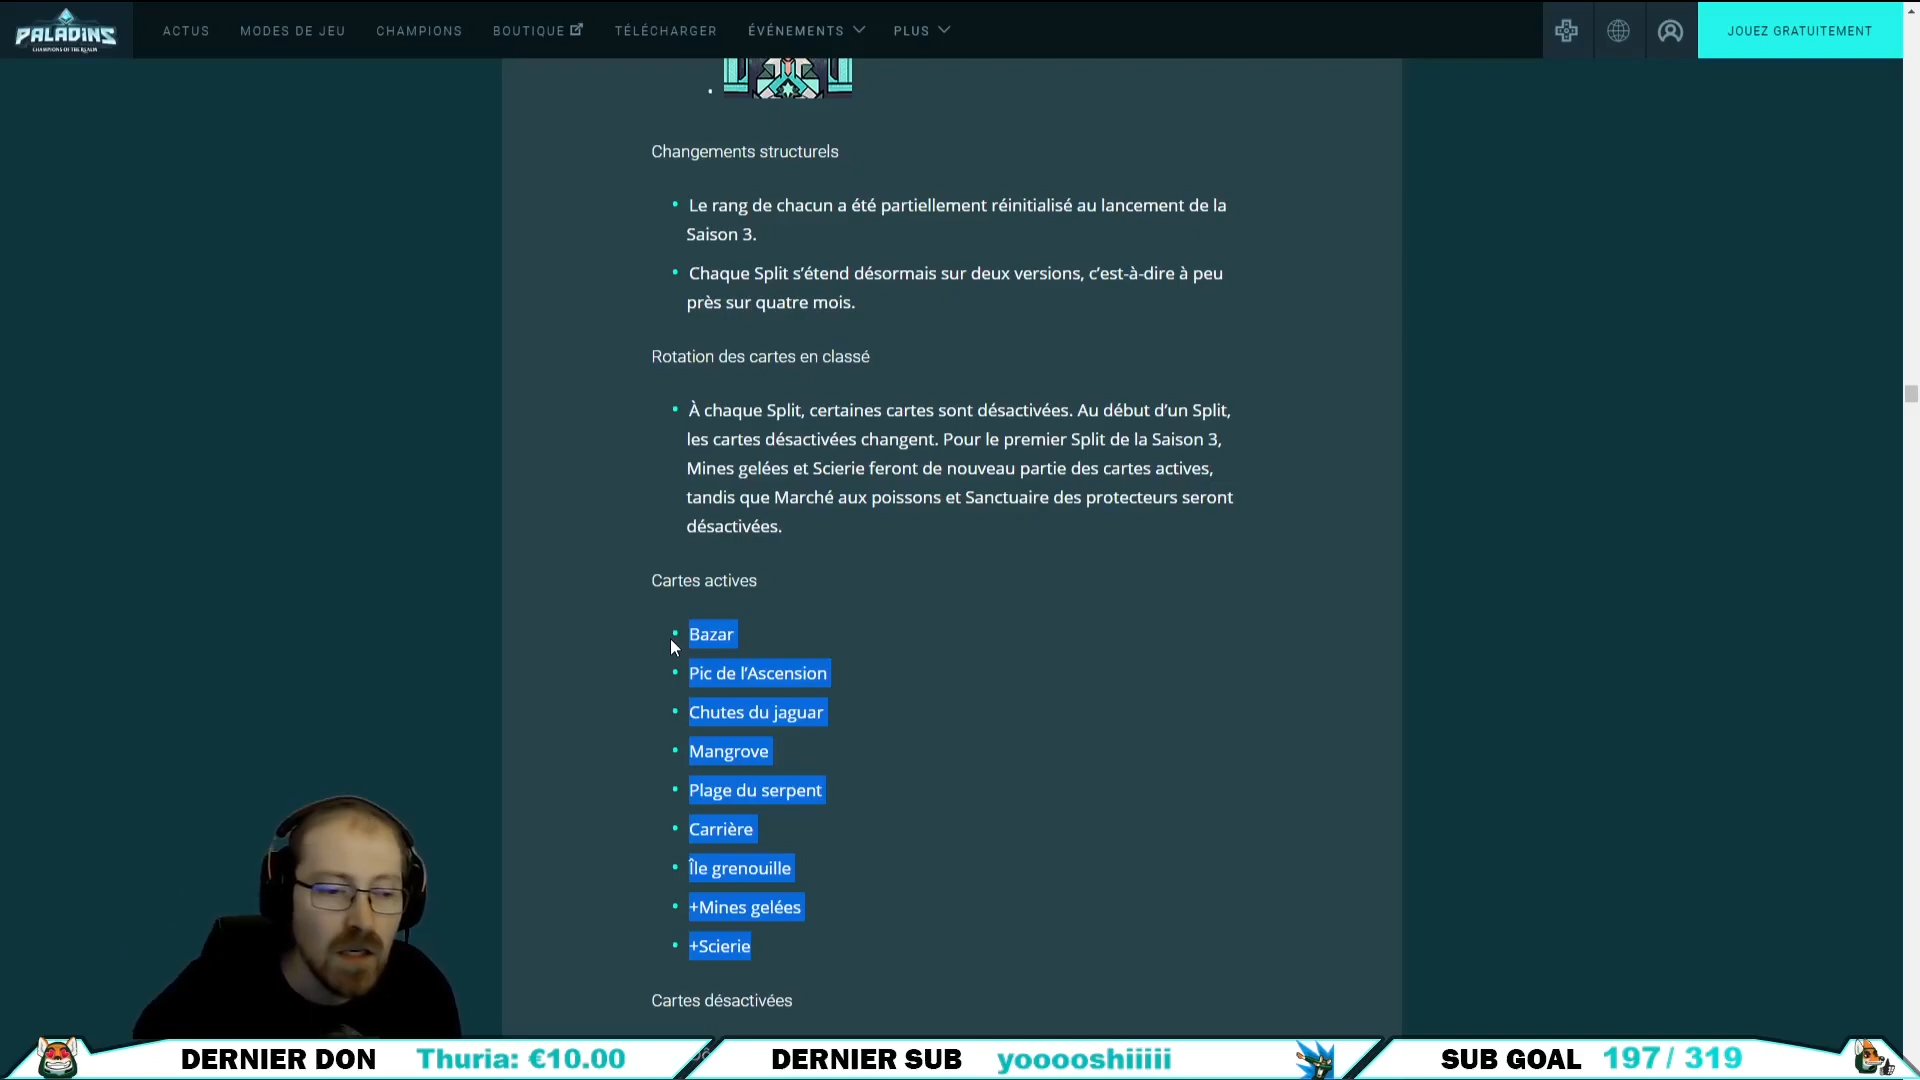 PALADINS
CHAMPIONS OF THE REALM
ACTUS
MODES DE JEU
CHAMPIONS
BOUTIQUE
TÉLÉCHARGER
ÉVÉNEMENTS
PLUS
JOUEZ GRATUITEMENT
Changements structurels
Le rang de chacun a été partiellement réinitialisé au lancement de la
Saison 3.
Chaque Split s’étend désormais sur deux versions, c’est-à-dire à peu
près sur quatre mois.
Rotation des cartes en classé
À chaque Split, certaines cartes sont désactivées. Au début d’un Split,
les cartes désactivées changent. Pour le premier Split de la Saison 3,
Mines gelées et Scierie feront de nouveau partie des cartes actives,
tandis que Marché aux poissons et Sanctuaire des protecteurs seront
désactivées.
Cartes actives
Bazar
Pic de l’Ascension
Chutes du jaguar
Mangrove
Plage du serpent
Carrière
Île grenouille
+Mines gelées
+Scierie
Cartes désactivées
DERNIER DON
Thuria: €10.00
DERNIER SUB
yooooshiiiii
SUB GOAL
197 / 319